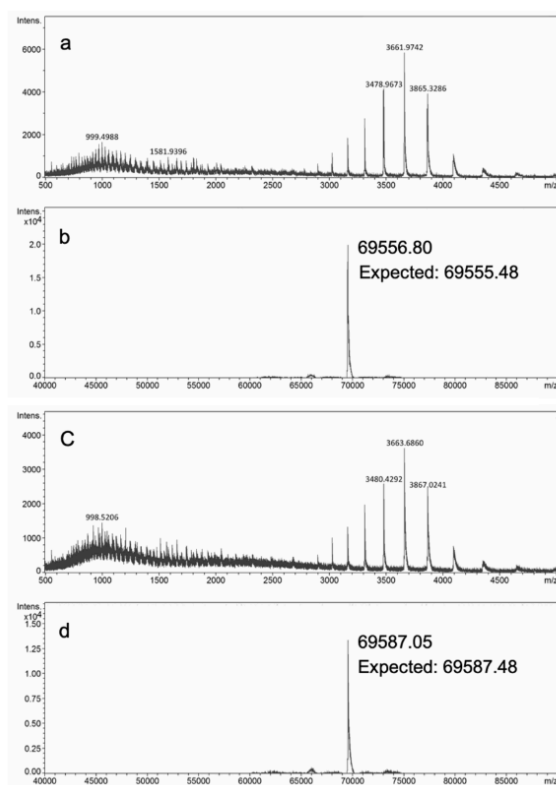 Intens.
a
6000
4000
2000
0
999.4988
1581.9396
3478.9673
3661.9742
3865.3286
500 1000 1500 2000 2500 3000 3500 4000 4500 m/z
Intens.
x10⁴
b
2.0
1.5
1.0
0.5
0.0
69556.80
Expected: 69555.48
40000 45000 50000 55000 60000 65000 70000 75000 80000 85000 m/z
Intens.
C
4000
3000
2000
1000
0
998.5206
3480.4292
3663.6860
3867.0241
500 1000 1500 2000 2500 3000 3500 4000 4500 m/z
Intens.
x10⁴
d
1.50
1.25
1.00
0.75
0.50
0.25
0.00
69587.05
Expected: 69587.48
40000 45000 50000 55000 60000 65000 70000 75000 80000 85000 m/z